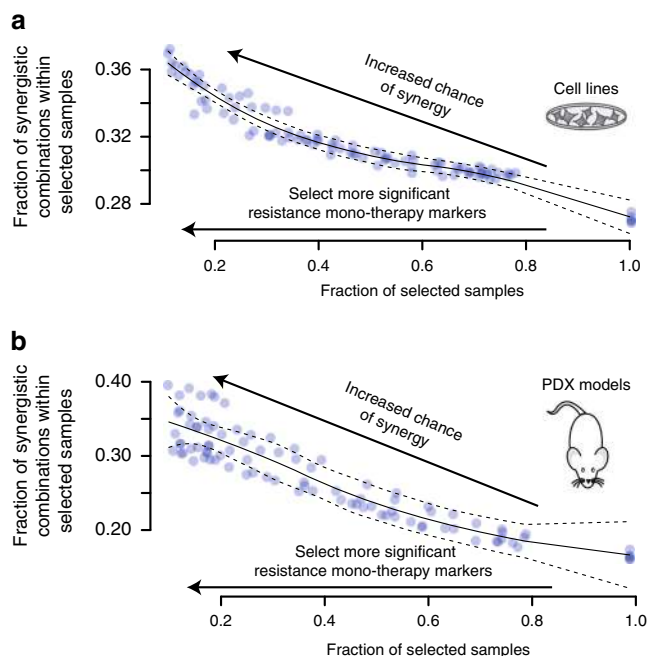 a
Fraction of synergistic
combinations within
selected samples
0.36
0.32
0.28
Increased chance
of synergy
Cell lines
Select more significant
resistance mono-therapy markers
0.2 0.4 0.6 0.8 1.0
Fraction of selected samples
b
Fraction of synergistic
combinations within
selected samples
0.40
0.30
0.20
Increased chance
of synergy
PDX models
Select more significant
resistance mono-therapy markers
0.2 0.4 0.6 0.8 1.0
Fraction of selected samples